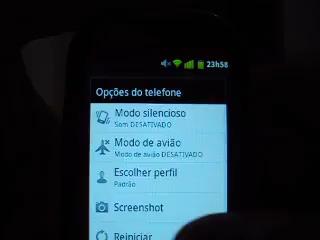 23h58
Opções do telefone
Modo silencioso
Som DESATIVADO
Modo de avião
Modo de avião DESATIVADO
Escolher perfil
Padrão
Screenshot
Reiniciar